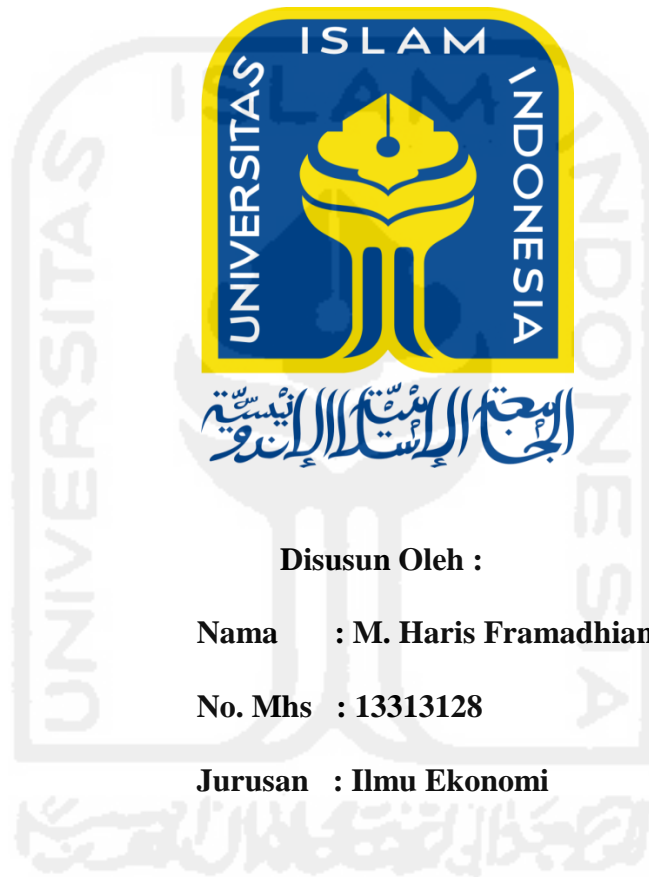 ISLAM
UNIVERSITAS
INDONESIA
الجامعة الإسلامية الإندونيسية
Disusun Oleh :
Nama : M. Haris Framadhian
No. Mhs : 13313128
Jurusan : Ilmu Ekonomi